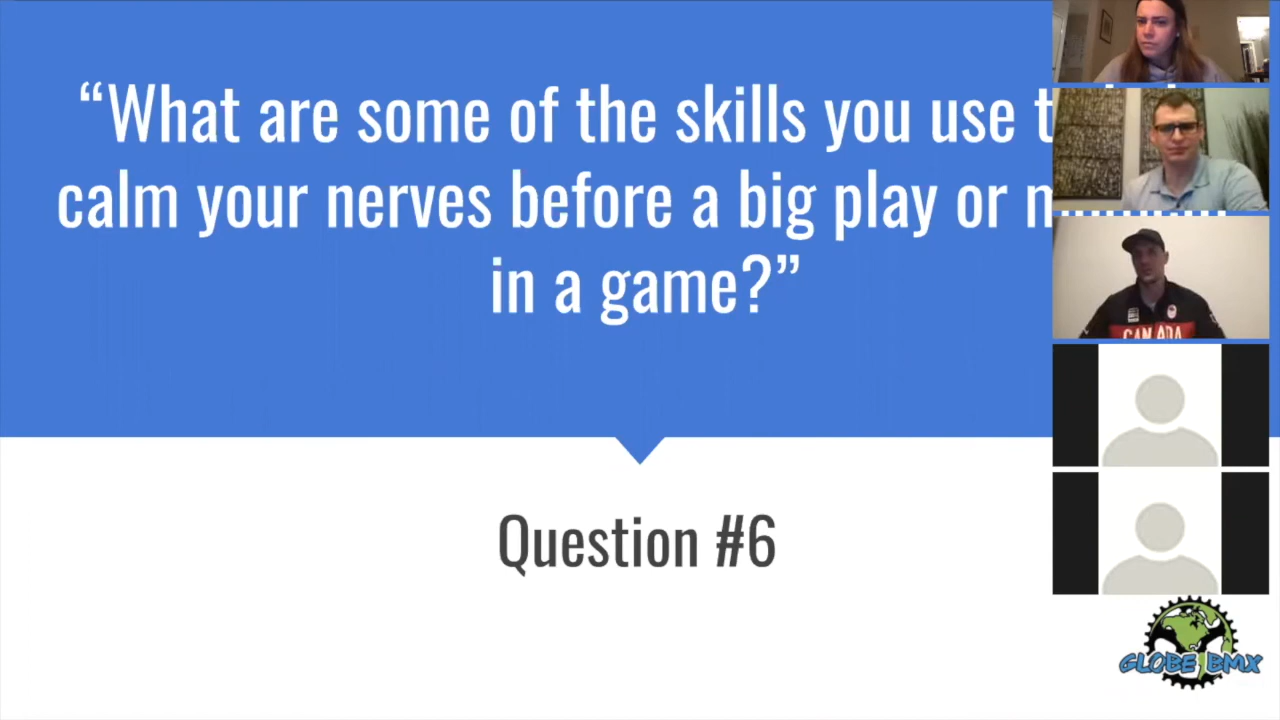 “What are some of the skills you use
calm your nerves before a big play or
in a game?”
Question #6
CANADA
GLOBE BMX